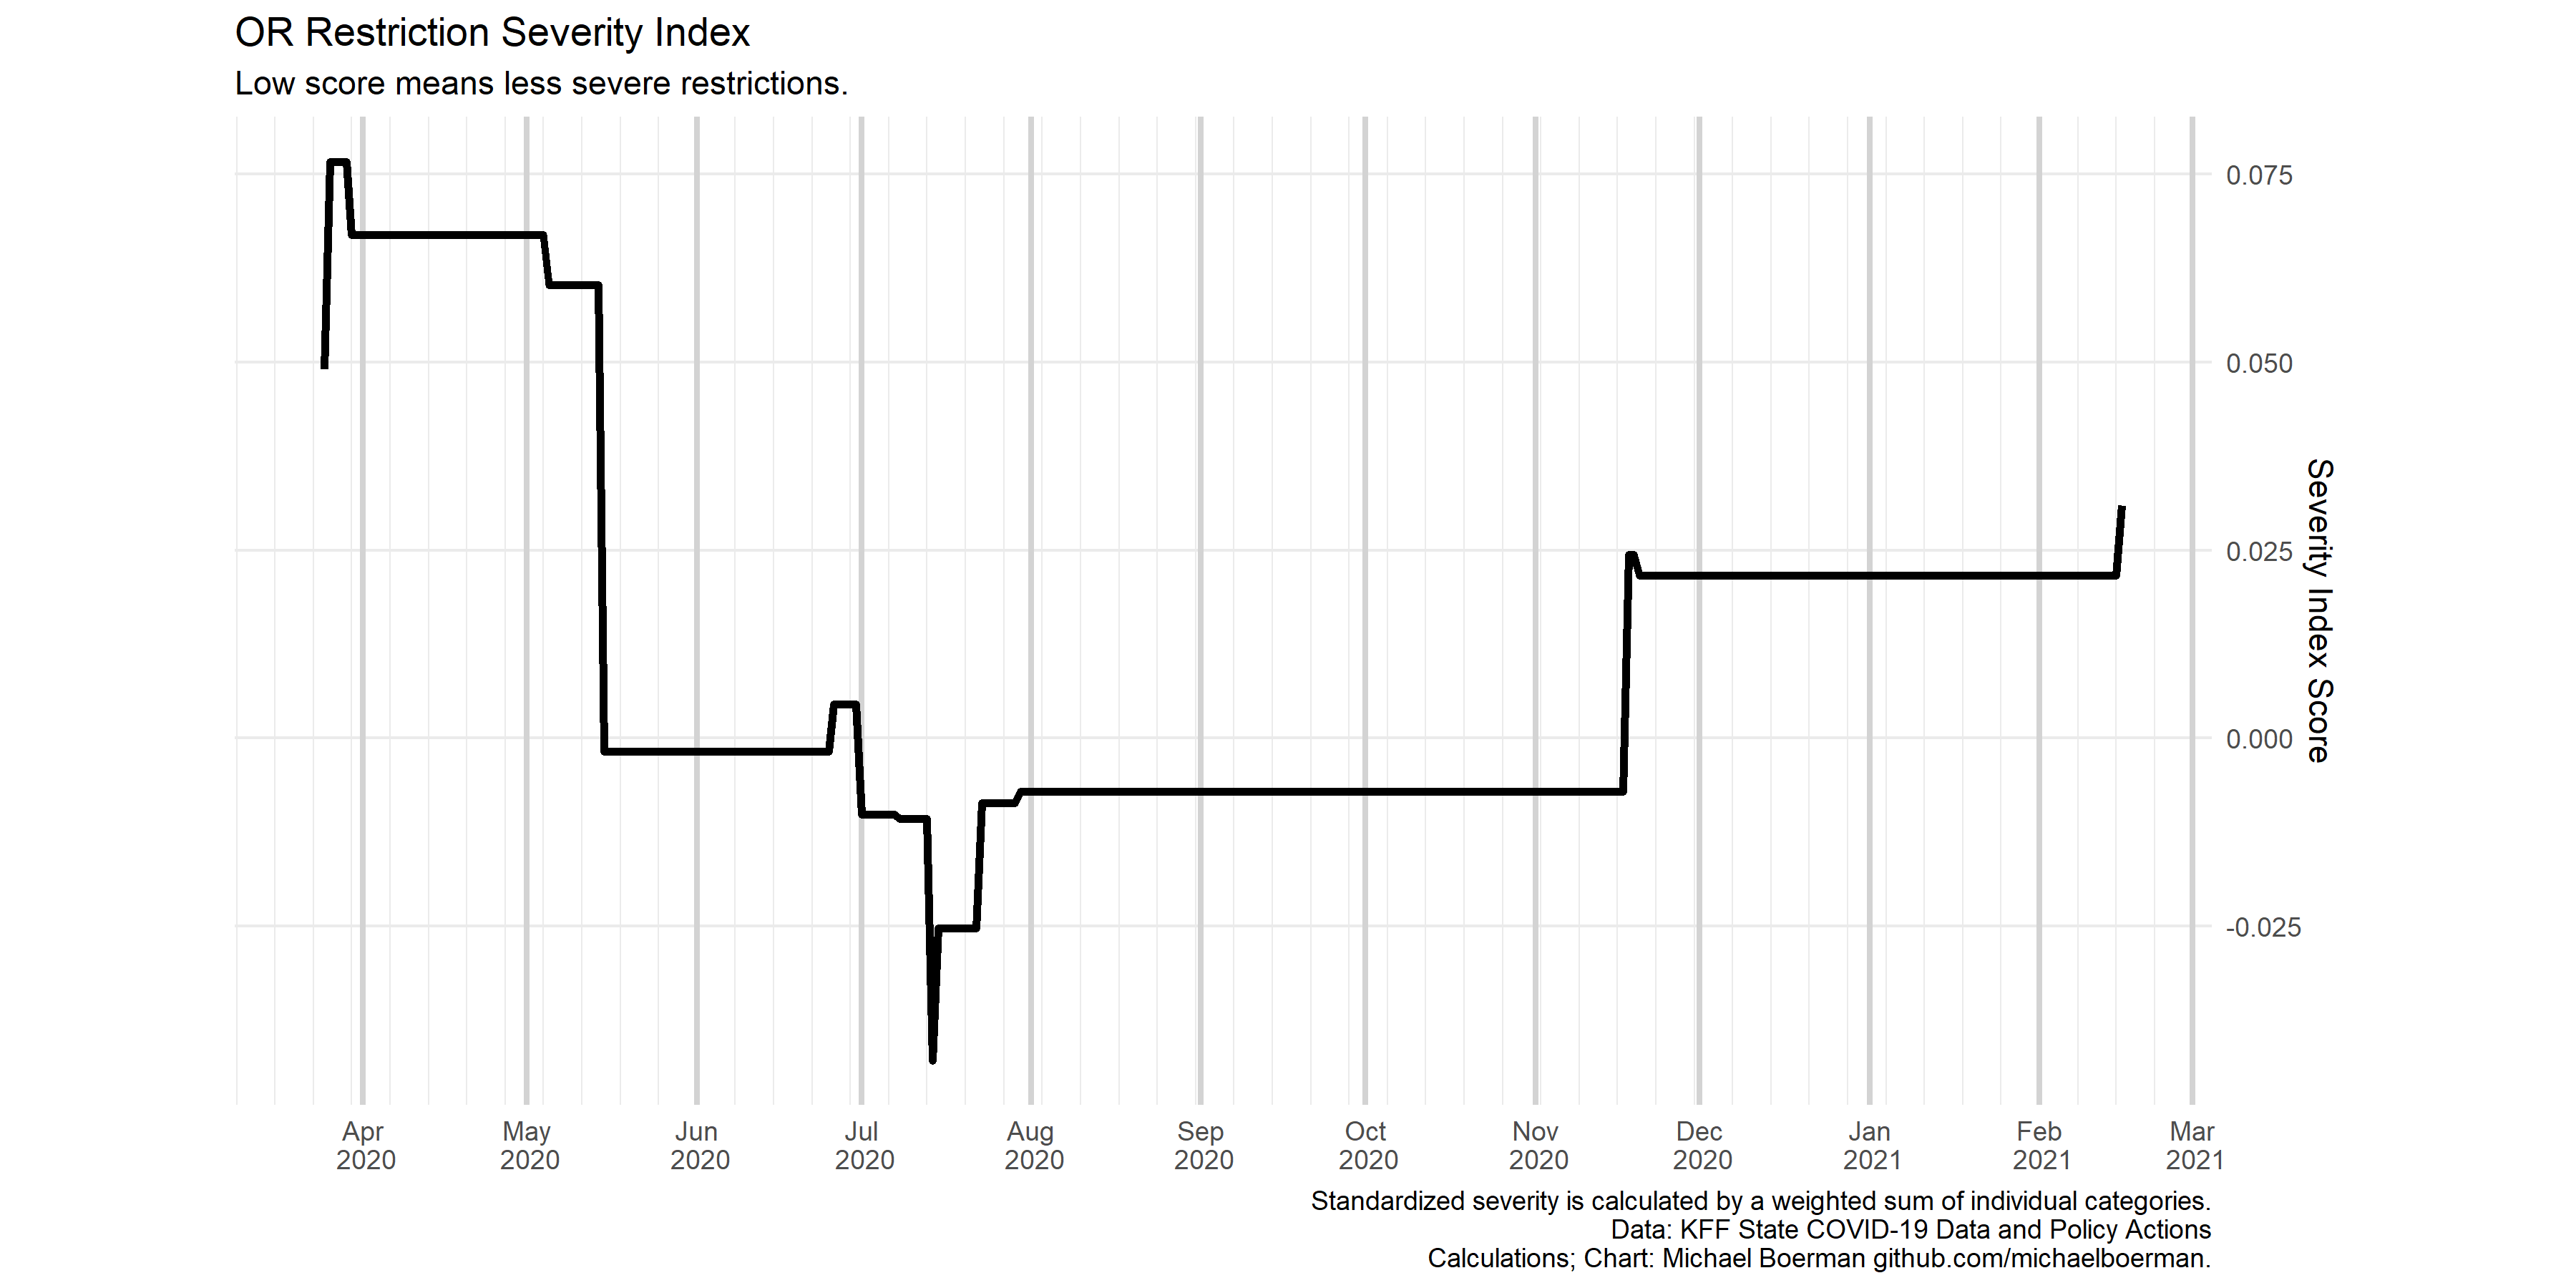 OR Restriction Severity Index
Low score means less severe restrictions.
0.075
0.050
0.025
0.000
-0.025
Severity Index Score
Apr 2020
May 2020
Jun 2020
Jul 2020
Aug 2020
Sep 2020
Oct 2020
Nov 2020
Dec 2020
Jan 2021
Feb 2021
Mar 2021
Standardized severity is calculated by a weighted sum of individual categories.
Data: KFF State COVID-19 Data and Policy Actions
Calculations; Chart: Michael Boerman github.com/michaelboerman.